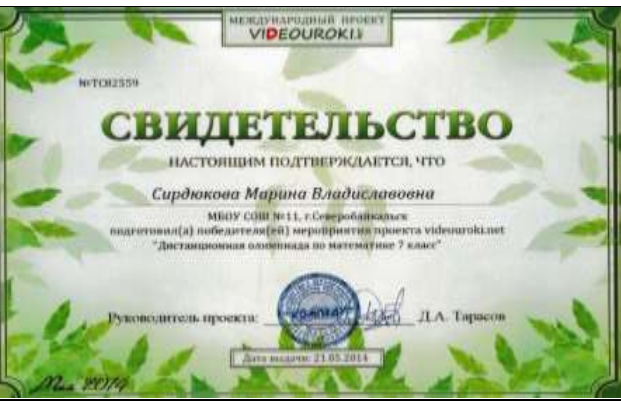 МЕЖДУНАРОДНЫЙ ПРОЕКТ
VIDEOUROKI
№ТС82559
СВИДЕТЕЛЬСТВО
НАСТОЯЩИМ ПОДТВЕРЖДАЕТСЯ, ЧТО
Сирдюкова Марина Владиславовна
МБОУ СОШ №11, г.Северобайкальск
подготовил(а) победителя(ей) мероприятия проекта videouroki.net
"Дистанционная олимпиада по математике 7 класс"
Руководитель проекта: Д.А. Тарасов
Дата выдачи: 21.05.2014
Май 2014